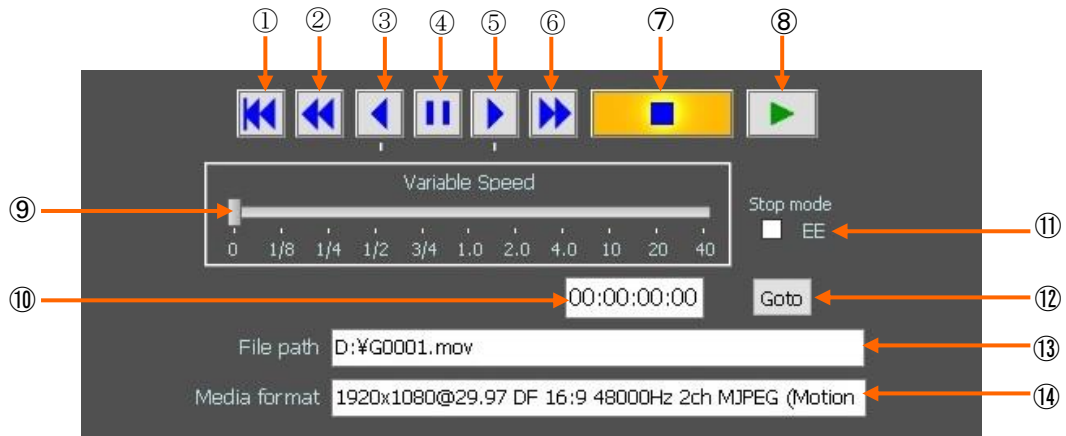 ① ② ③ ④ ⑤ ⑥ ⑦ ⑧
Variable Speed
⑨
Stop mode
EE
⑪
0 1/8 1/4 1/2 3/4 1.0 2.0 4.0 10 20 40
⑩
00:00:00:00
Goto
⑫
File path D:¥G0001.mov
⑬
Media format 1920x1080@29.97 DF 16:9 48000Hz 2ch MJPEG (Motion
⑭